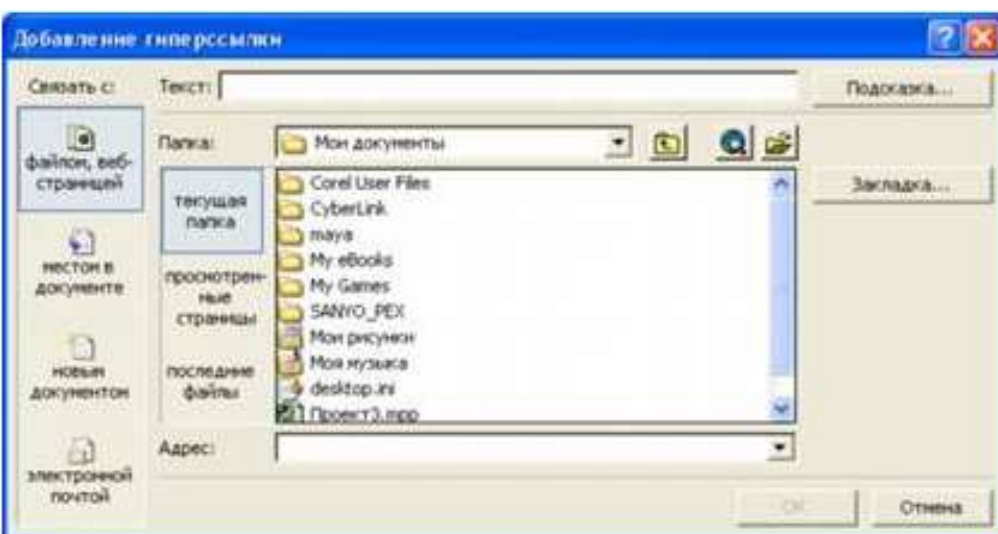 Добавление гиперссылки
Связать с:
Текст:
Подсказка...
файлом, веб-
страницей
Папка:
Мои документы
Закладка...
текущая
папка
Corel User Files
CyberLink
maya
My eBooks
My Games
SANYO_PEX
Мои рисунки
Моя музыка
desktop.ini
Проект3.mpp
местом в
документе
просмотрен-
ные
страницы
новым
документом
последние
файлы
электронной
почтой
Адрес:
ОК
Отмена